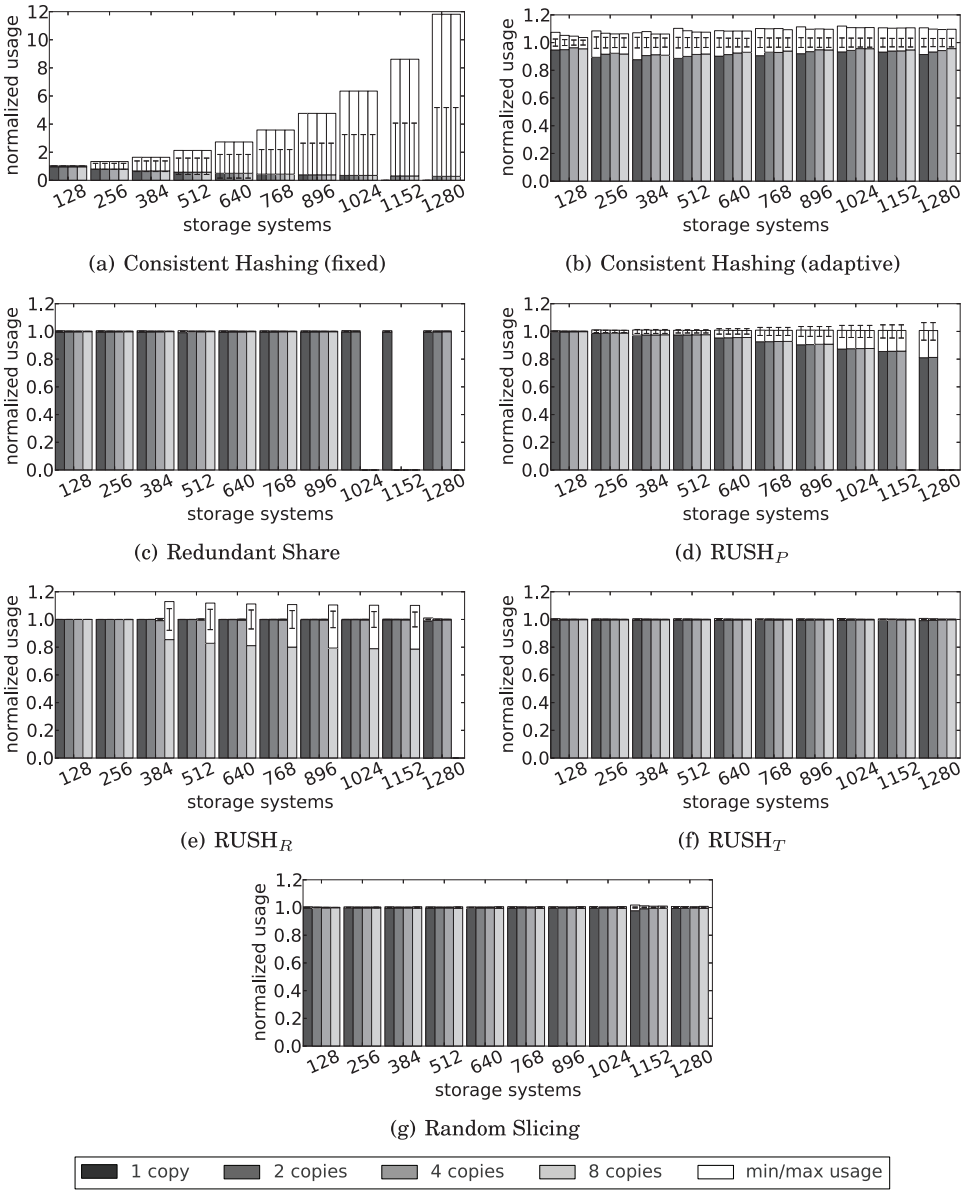 12
10
8
6
4
2
0
normalized usage
128 256 384 512 640 768 896 1024 1152 1280
storage systems
(a) Consistent Hashing (fixed)
1.2
1.0
0.8
0.6
0.4
0.2
0.0
normalized usage
128 256 384 512 640 768 896 1024 1152 1280
storage systems
(b) Consistent Hashing (adaptive)
1.2
1.0
0.8
0.6
0.4
0.2
0.0
normalized usage
128 256 384 512 640 768 896 1024 1152 1280
storage systems
(c) Redundant Share
1.2
1.0
0.8
0.6
0.4
0.2
0.0
normalized usage
128 256 384 512 640 768 896 1024 1152 1280
storage systems
(d) RUSH_P
1.2
1.0
0.8
0.6
0.4
0.2
0.0
normalized usage
128 256 384 512 640 768 896 1024 1152 1280
storage systems
(e) RUSH_R
1.2
1.0
0.8
0.6
0.4
0.2
0.0
normalized usage
128 256 384 512 640 768 896 1024 1152 1280
storage systems
(f) RUSH_T
1.2
1.0
0.8
0.6
0.4
0.2
0.0
normalized usage
128 256 384 512 640 768 896 1024 1152 1280
storage systems
(g) Random Slicing
1 copy 2 copies 4 copies 8 copies min/max usage